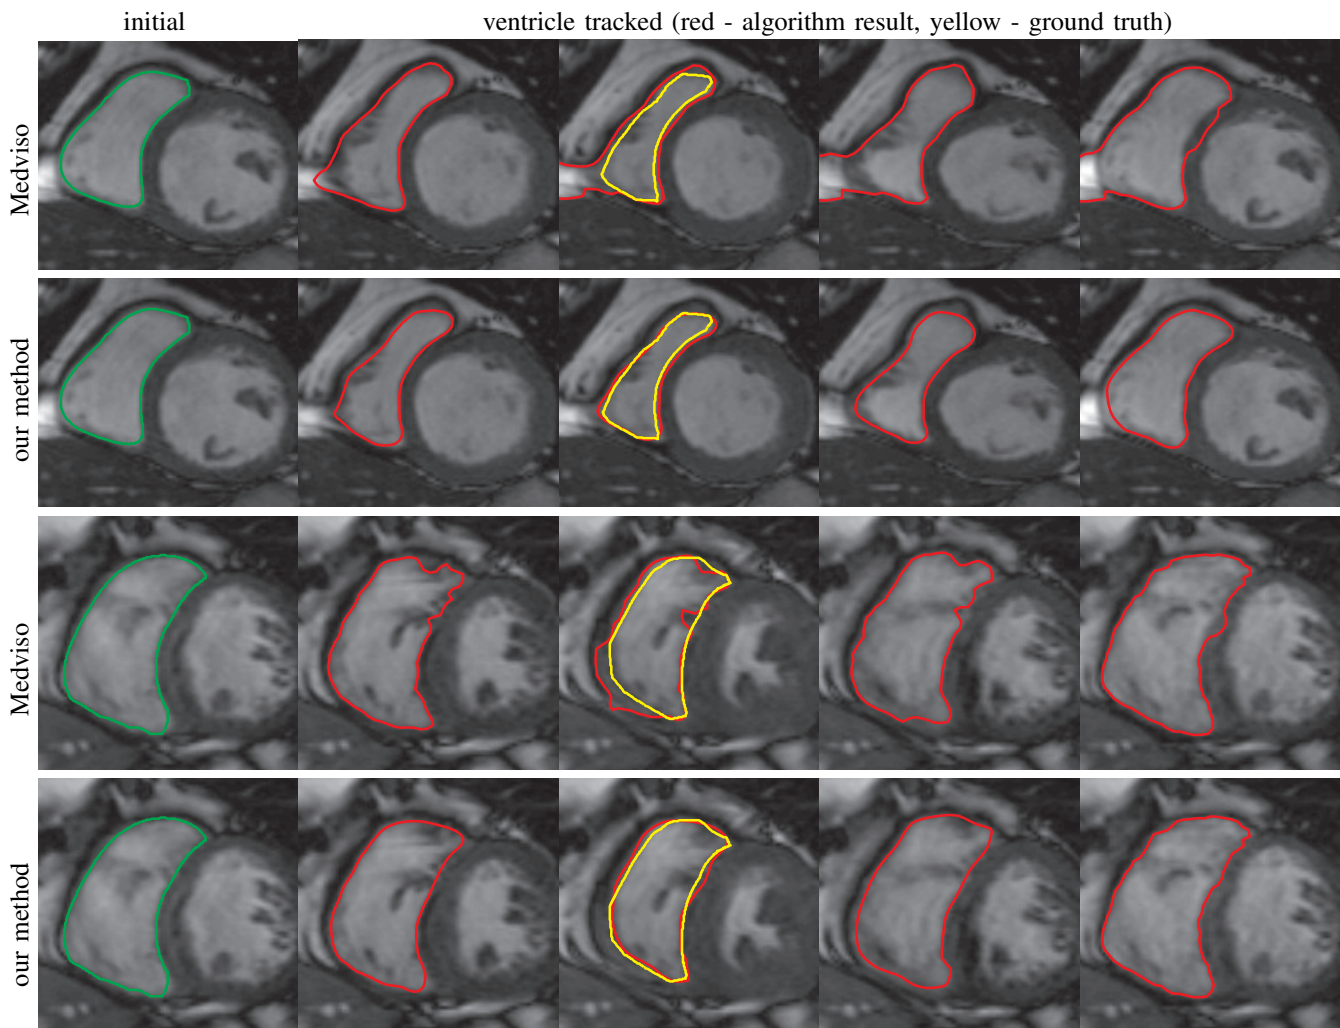 initial
ventricle tracked (red - algorithm result, yellow - ground truth)
Medviso
our method
Medviso
our method